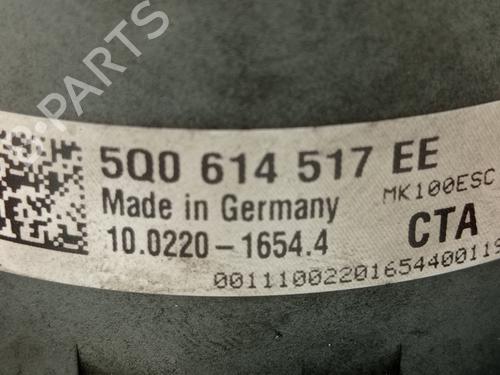 B-PARTS
5Q0 614 517 EE
MK100ESC
Made in Germany
10.0220-1654.4
CTA
00111002201654400119